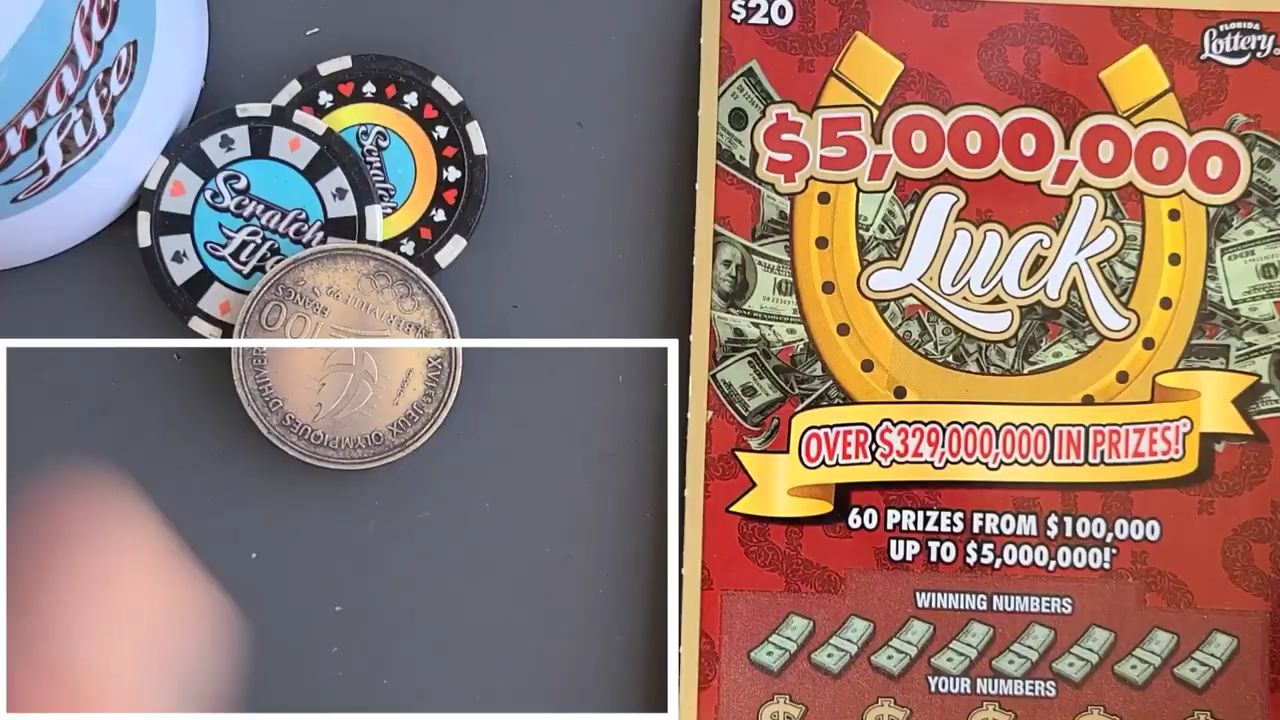 Life
Scratch
Life
Scratch
100
FRANCS
ALBERTVILLE 92
XVIES JEUX OLYMPIQUES D'HIVER
$20
FLORIDA
Lottery
$5,000,000
Luck
OVER $329,000,000 IN PRIZES!*
60 PRIZES FROM $100,000
UP TO $5,000,000!*
WINNING NUMBERS
YOUR NUMBERS